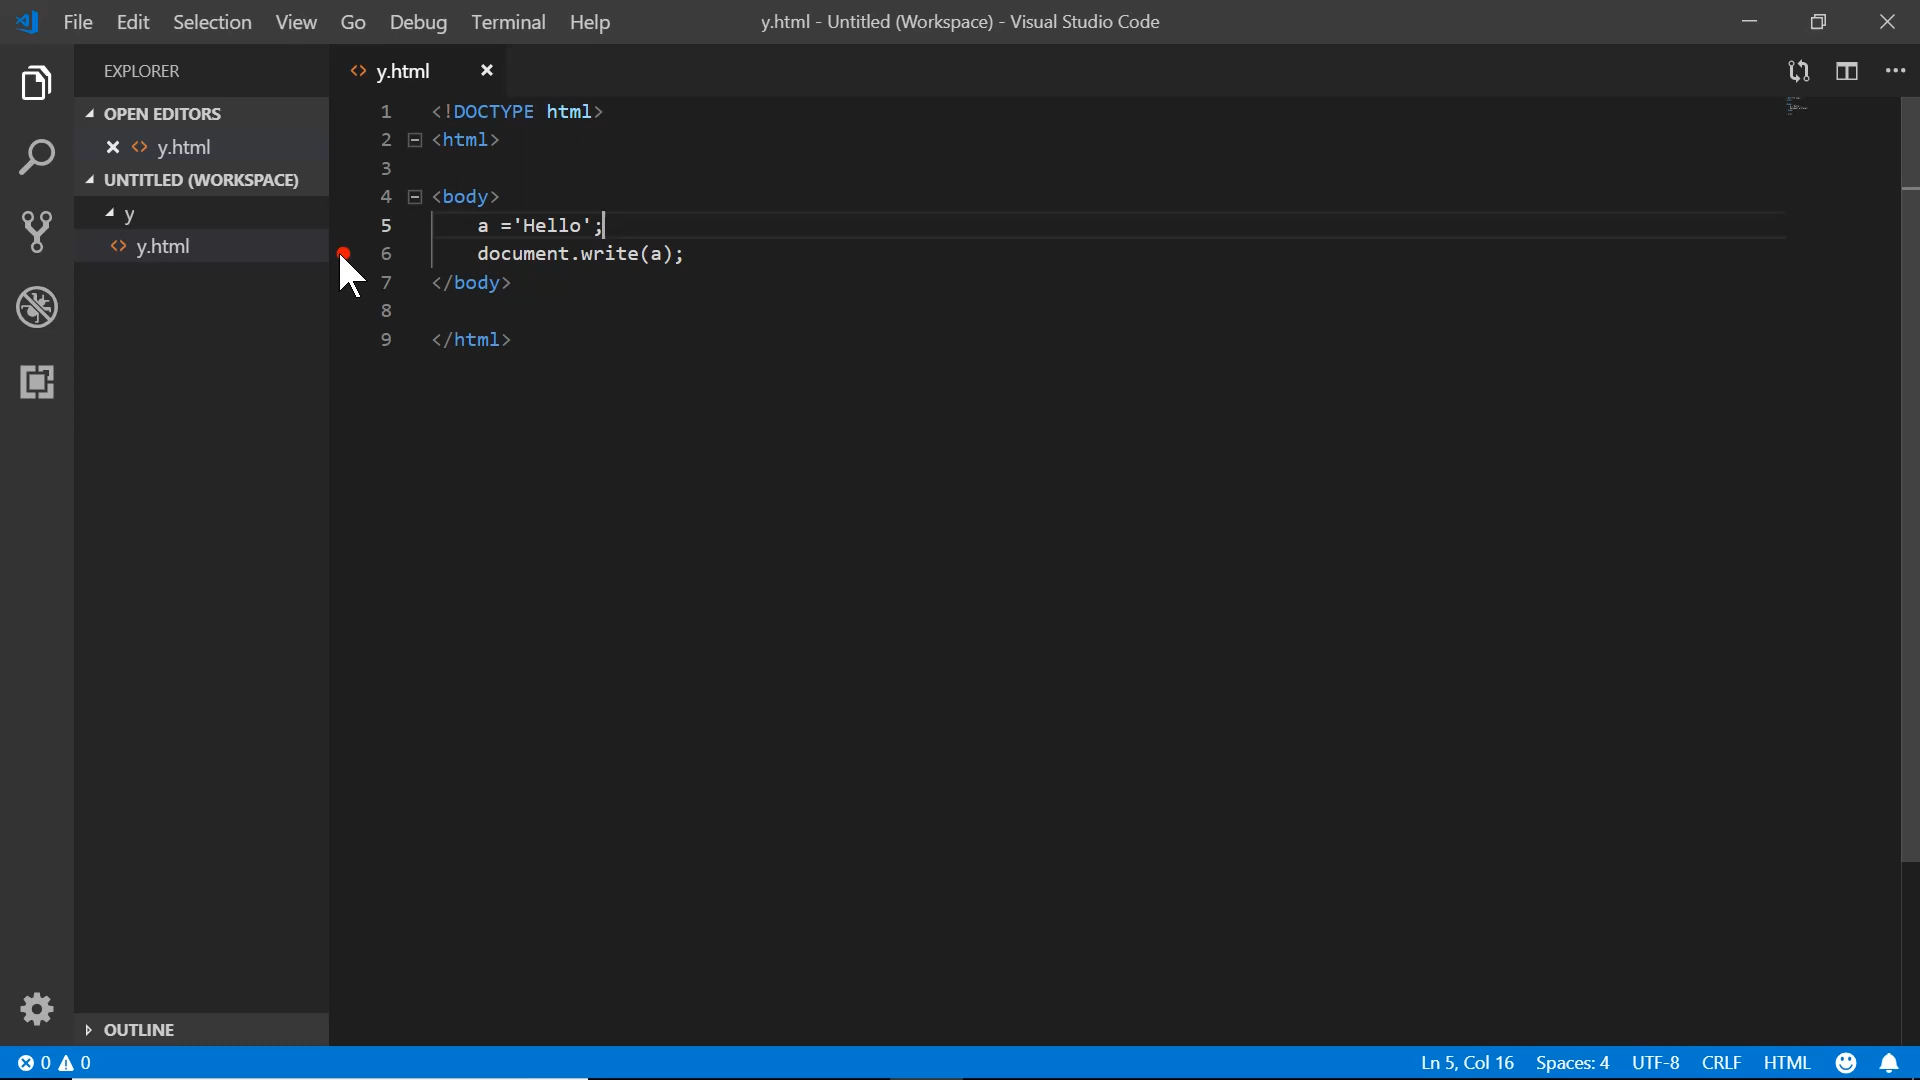 File Edit Selection View Go Debug Terminal Help y.html - Untitled (Workspace) - Visual Studio Code
EXPLORER
OPEN EDITORS
y.html
UNTITLED (WORKSPACE)
y
y.html
OUTLINE
y.html
1 <!DOCTYPE html>
2 <html>
3
4 <body>
5 a ='Hello';
6 document.write(a);
7 </body>
8
9 </html>
0 0 Ln 5, Col 16 Spaces: 4 UTF-8 CRLF HTML